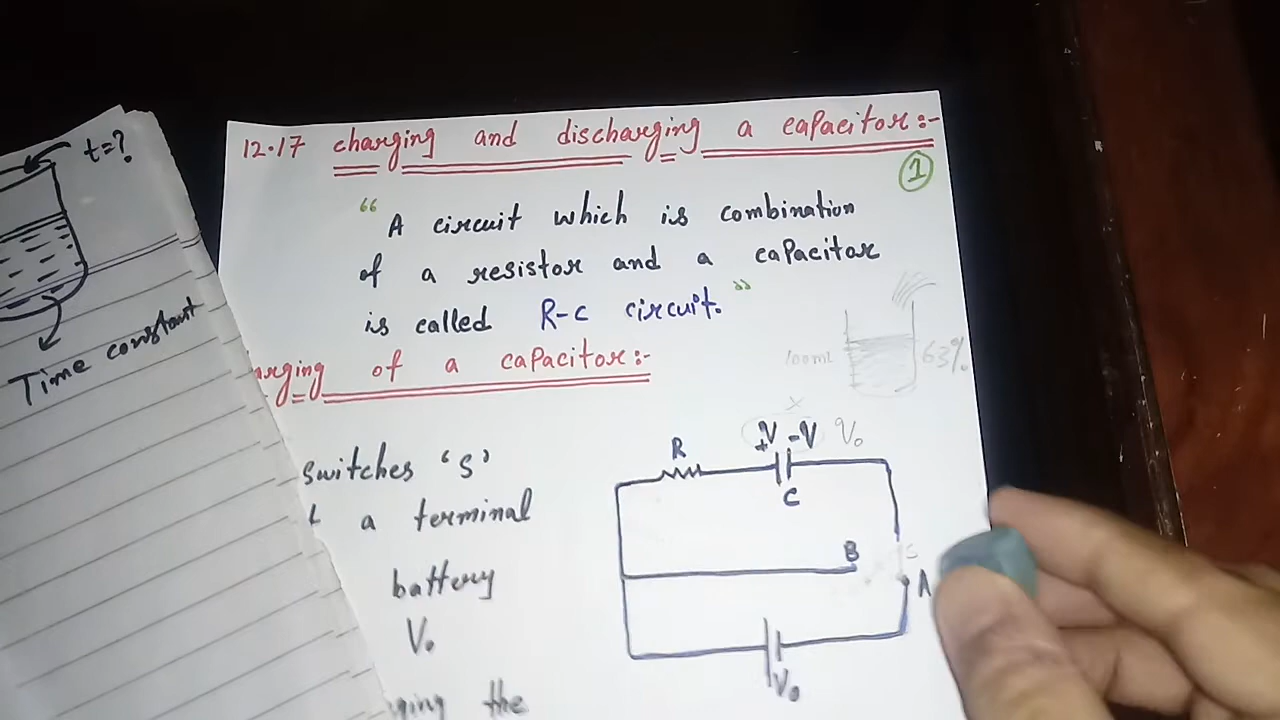 t=?
Time constant
12.17 charging and discharging a capacitor:-
1
"A circuit which is combination
of a resistor and a capacitor
is called R-C circuit."
100mL
63%
of a capacitor:-
switches 'S'
a terminal
battery
V₀
the
x
+V -V V₀
R
C
B
S
A
V₀